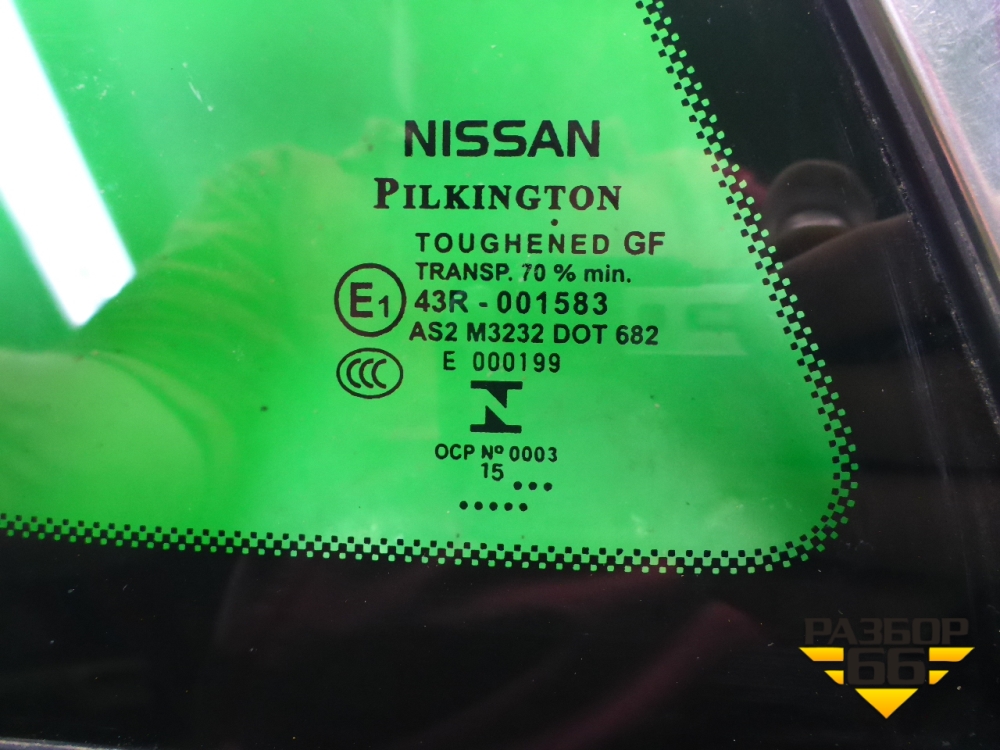 NISSAN
PILKINGTON
TOUGHENED GF
TRANSP. 70 % min.
E1 43R - 001583
AS2 M3232 DOT 682
E 000199
CCC
OCP Nº 0003
15
РАЗБОР
66